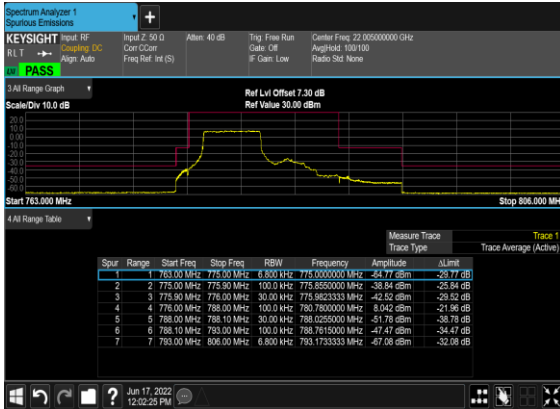 Spectrum Analyzer 1
Spurious Emissions
+
KEYSIGHT Input: RF Input Z: 50 Ω Atten: 40 dB Trig: Free Run Center Freq: 22.005000000 GHz
RLT Coupling: DC Corr CCorr Gate: Off Avg|Hold: 100/100
Align: Auto Freq Ref: Int (S) IF Gain: Low Radio Std: None
PASS
3 All Range Graph Ref Lvl Offset 7.30 dB
Scale/Div 10.0 dB Ref Value 30.00 dBm
20.0
10.0
0.00
-10.0
-20.0
-30.0
-40.0
-50.0
-60.0
Start 763.000 MHz Stop 806.000 MH
4 All Range Table
Measure Trace Trace 1
Trace Type Trace Average (Active)
Spur Range Start Freq Stop Freq RBW Frequency Amplitude ΔLimit
1 1 763.00 MHz 775.00 MHz 6.800 kHz 775.0000000 MHz -64.77 dBm -29.77 dB
2 2 775.00 MHz 775.90 MHz 100.0 kHz 775.8550000 MHz -38.84 dBm -25.84 dB
3 3 775.90 MHz 776.00 MHz 30.00 kHz 775.9823333 MHz -42.52 dBm -29.52 dB
4 4 776.00 MHz 788.00 MHz 100.0 kHz 780.7800000 MHz 8.042 dBm -21.96 dB
5 5 788.00 MHz 788.10 MHz 30.00 kHz 788.0255000 MHz -51.78 dBm -38.78 dB
6 6 788.10 MHz 793.00 MHz 100.0 kHz 788.7615000 MHz -47.47 dBm -34.47 dB
7 7 793.00 MHz 806.00 MHz 6.800 kHz 793.1733333 MHz -67.08 dBm -32.08 dB
? Jun 17, 2022
12:02:25 PM